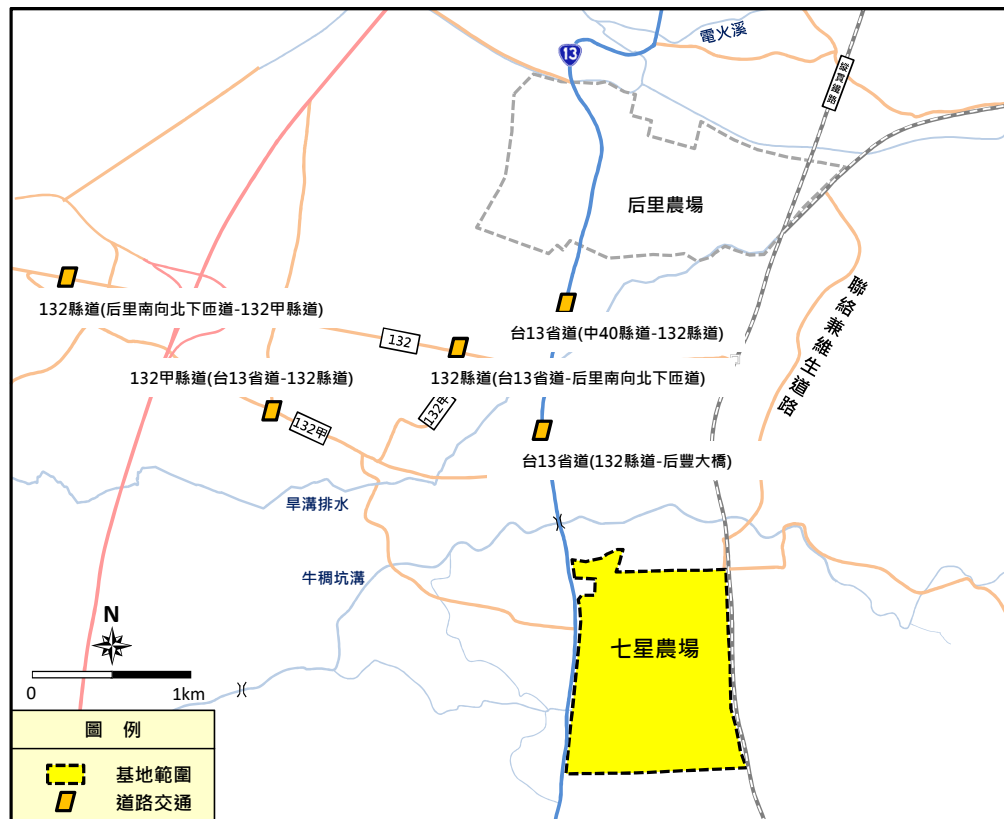 電火溪
13
縱貫鐵路
后里農場
聯絡兼維生道路
132縣道(后里南向北下匝道-132甲縣道)
台13省道(中40縣道-132縣道)
132
132甲縣道(台13省道-132縣道)
132縣道(台13省道-后里南向北下匝道)
132甲
132甲
台13省道(132縣道-后豐大橋)
旱溝排水
牛稠坑溝
N
七星農場
0
1km
圖 例
基地範圍
道路交通